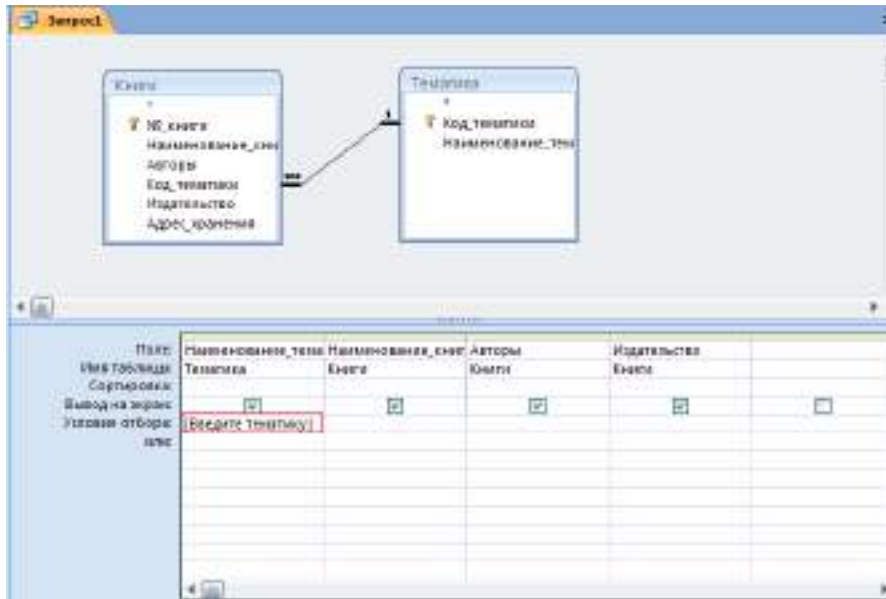 Запрос1
Книги
Тематика
*
*
№_книги
Наименование_кни
Авторы
Код_тематики
Издательство
Адрес_хранения
1
∞
Код_тематики
Наименование_тем
Поле: Наименование_тема Наименование_книг Авторы Издательство
Имя таблицы: Тематика Книги Книги Книги
Сортировка:
Вывод на экран:
Условие отбора: [Введите тематику]
или: